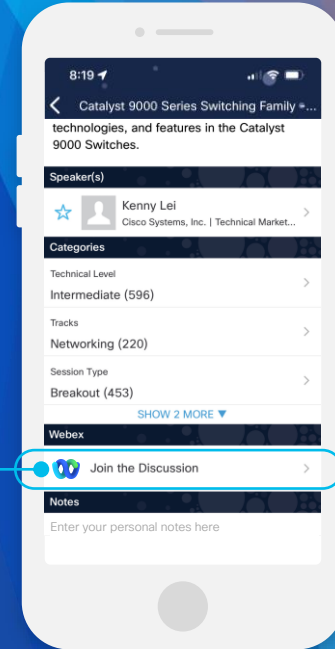 8:19
Catalyst 9000 Series Switching Family -...
technologies, and features in the Catalyst
9000 Switches.
Speaker(s)
Kenny Lei
Cisco Systems, Inc. | Technical Market...
Categories
Technical Level
Intermediate (596)
Tracks
Networking (220)
Session Type
Breakout (453)
SHOW 2 MORE ▼
Webex
Join the Discussion
Notes
Enter your personal notes here